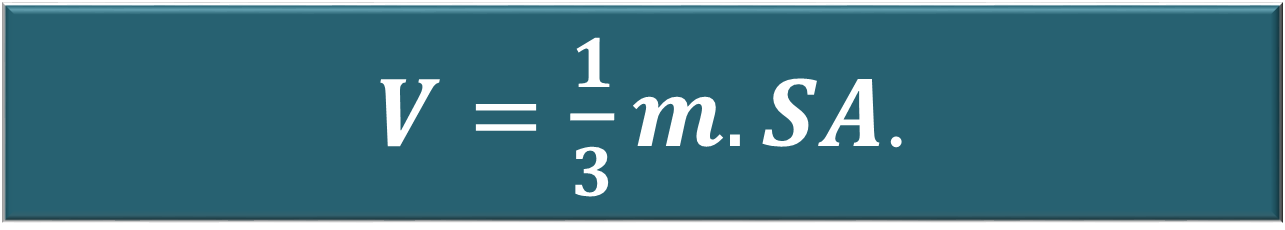 V = 1/3 m. SA.